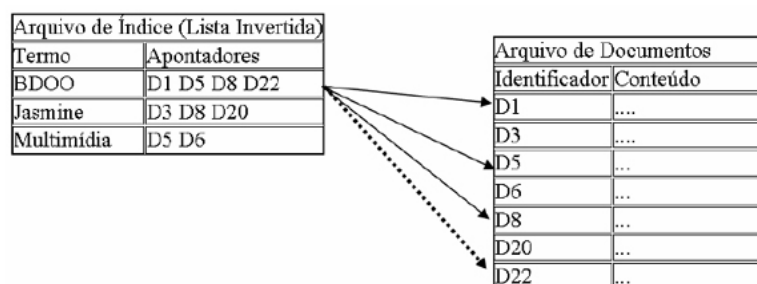 Arquivo de Índice (Lista Invertida)
Termo Apontadores
BDOO D1 D5 D8 D22
Jasmine D3 D8 D20
Multimídia D5 D6
Arquivo de Documentos
Identificador Conteúdo
D1 ....
D3 ...
D5 ...
D6 ...
D8 ...
D20 ...
D22 ...